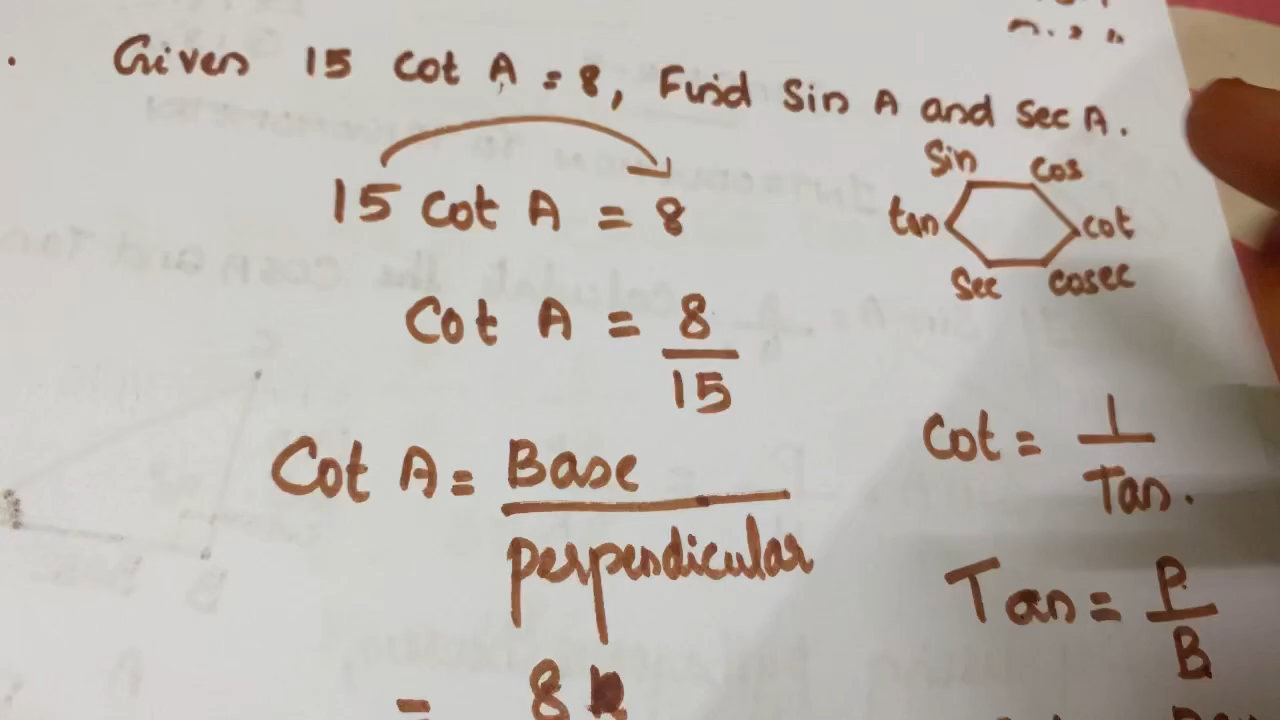 Given 15 cot A = 8, Find Sin A and Sec A.
15 cot A = 8
Sin cos
tan cot
Sec cosec
Cot A = 8
15
Cot A = Base
perpendicular
Cot = 1
Tan.
Tan = P
B
= 8k